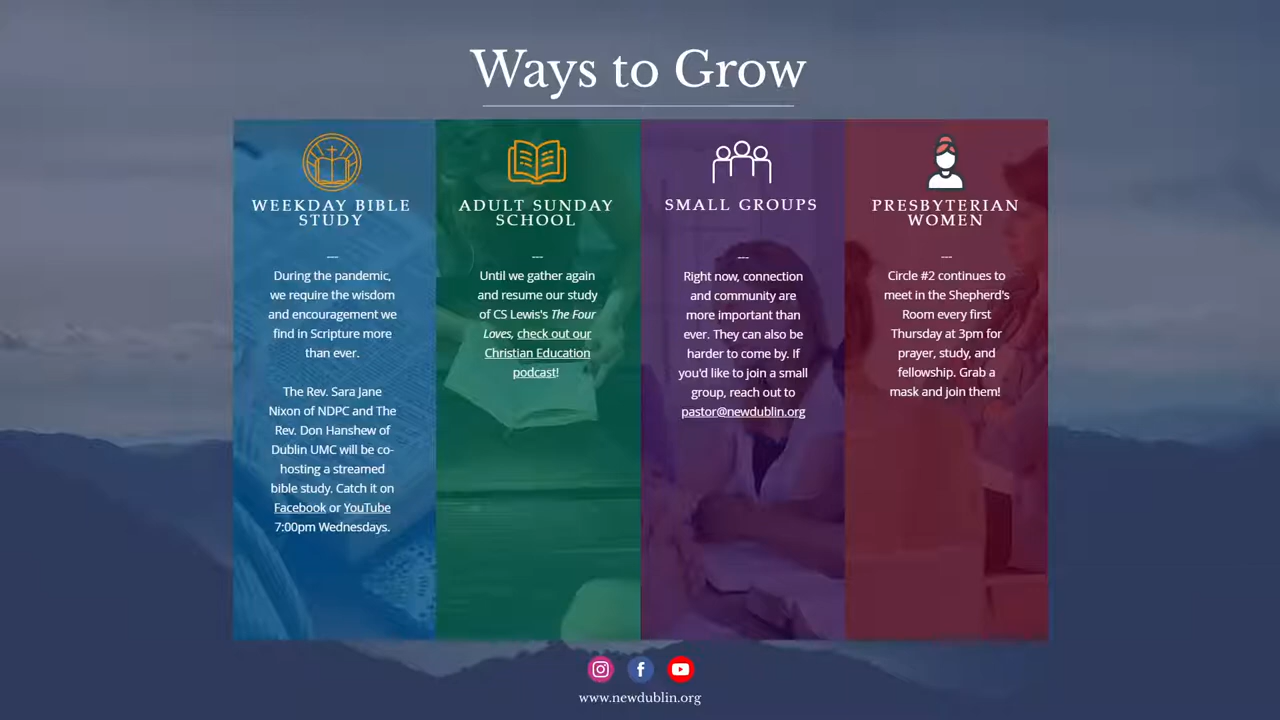 Ways to Grow
WEEKDAY BIBLE
STUDY
---
During the pandemic,
we require the wisdom
and encouragement we
find in Scripture more
than ever.
The Rev. Sara Jane
Nixon of NDPC and The
Rev. Don Hanshew of
Dublin UMC will be co-
hosting a streamed
bible study. Catch it on
Facebook or YouTube
7:00pm Wednesdays.
ADULT SUNDAY
SCHOOL
---
Until we gather again
and resume our study
of CS Lewis's The Four
Loves, check out our
Christian Education
podcast!
SMALL GROUPS
---
Right now, connection
and community are
more important than
ever. They can also be
harder to come by. If
you'd like to join a small
group, reach out to
pastor@newdublin.org
PRESBYTERIAN
WOMEN
---
Circle #2 continues to
meet in the Shepherd's
Room every first
Thursday at 3pm for
prayer, study, and
fellowship. Grab a
mask and join them!
www.newdublin.org